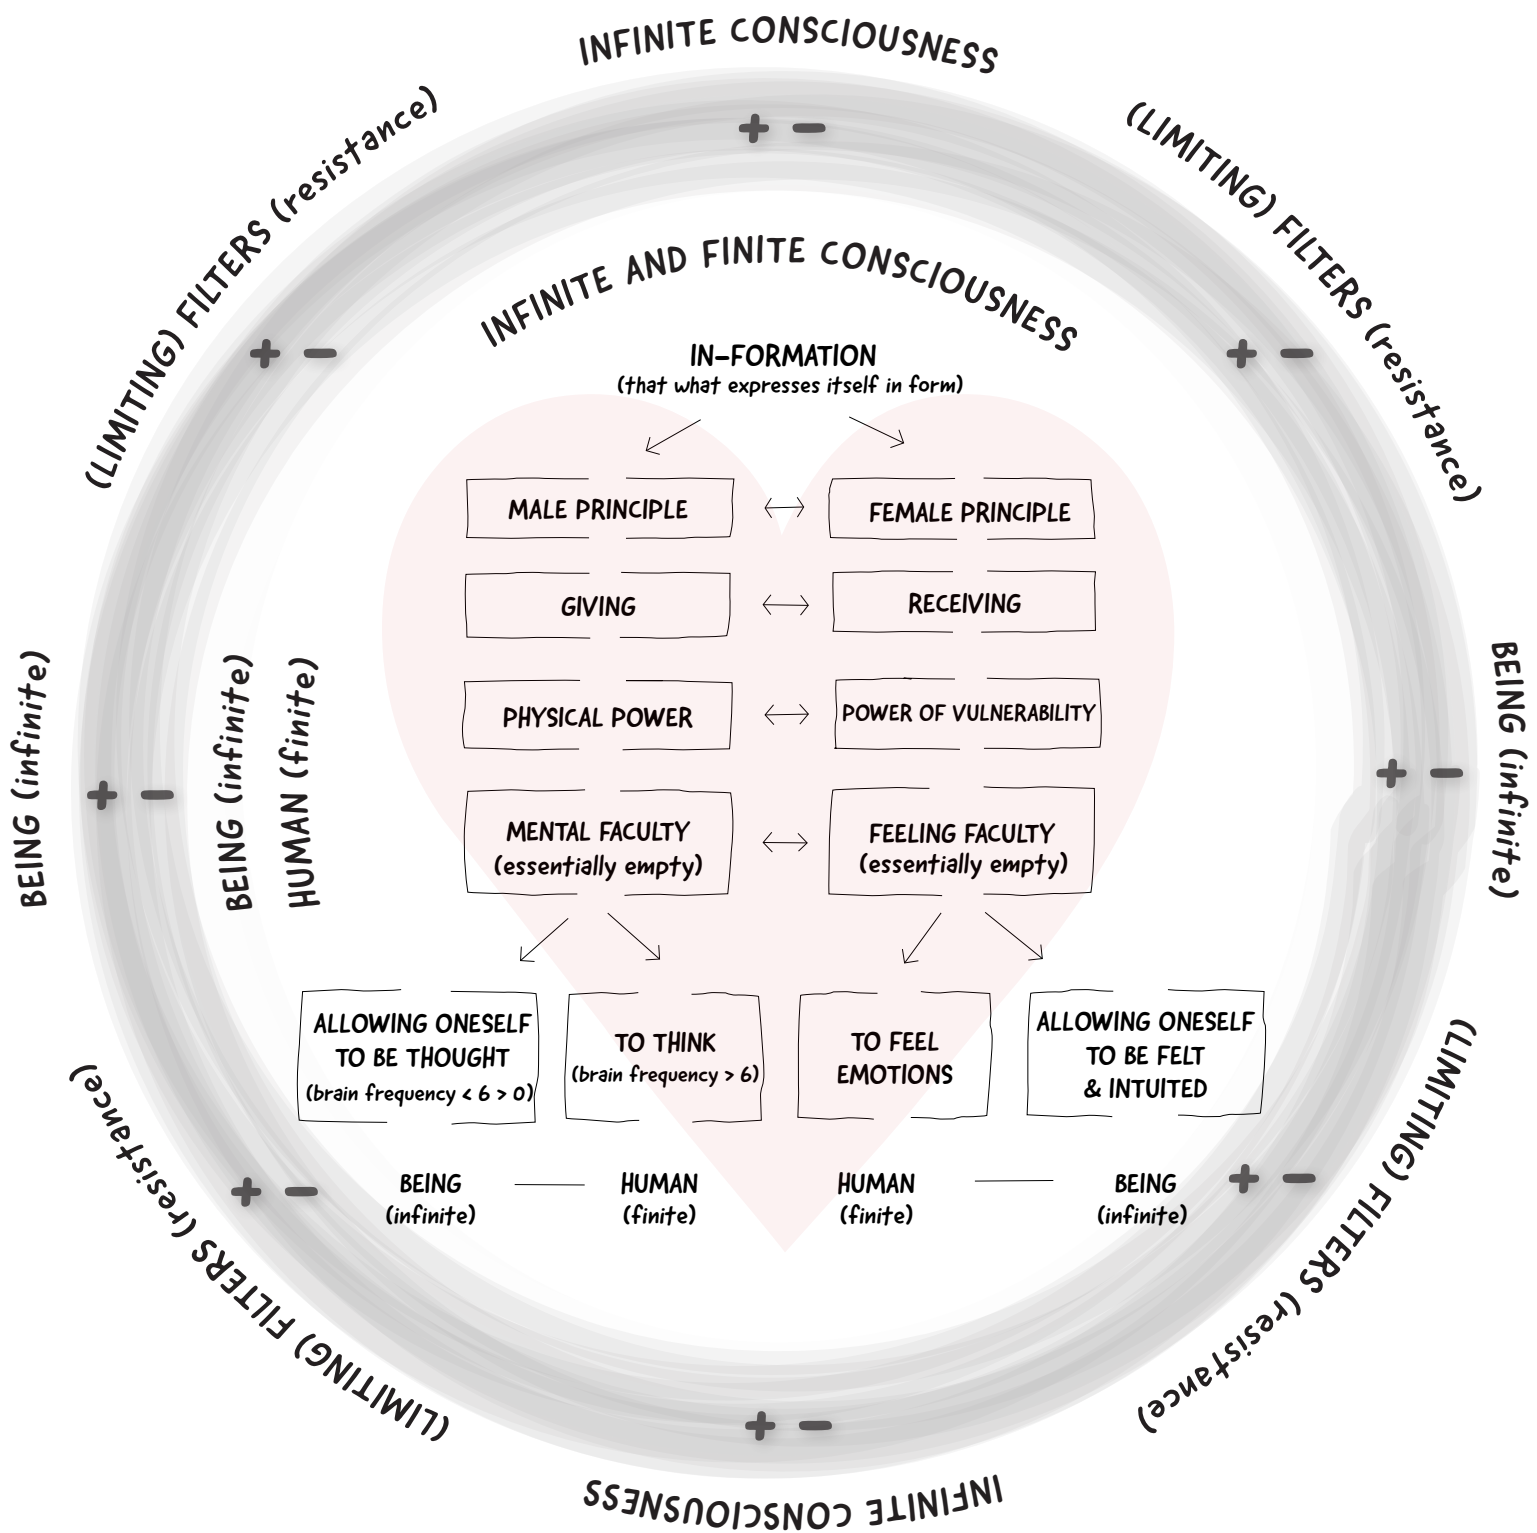 INFINITE CONSCIOUSNESS
(LIMITING) FILTERS (resistance)
(LIMITING) FILTERS (resistance)
+ −
+ −
+ −
INFINITE AND FINITE CONSCIOUSNESS
IN-FORMATION
(that what expresses itself in form)
MALE PRINCIPLE
FEMALE PRINCIPLE
GIVING
RECEIVING
PHYSICAL POWER
POWER OF VULNERABILITY
MENTAL FACULTY
(essentially empty)
FEELING FACULTY
(essentially empty)
BEING (infinite)
+ −
BEING (infinite)
HUMAN (finite)
+ −
BEING (infinite)
ALLOWING ONESELF
TO BE THOUGHT
(brain frequency < 6 > 0)
TO THINK
(brain frequency > 6)
TO FEEL
EMOTIONS
ALLOWING ONESELF
TO BE FELT
& INTUITED
BEING
(infinite)
HUMAN
(finite)
HUMAN
(finite)
BEING
(infinite)
+ −
+ −
(LIMITING) FILTERS (resistance)
(LIMITING) FILTERS (resistance)
+ −
INFINITE CONSCIOUSNESS